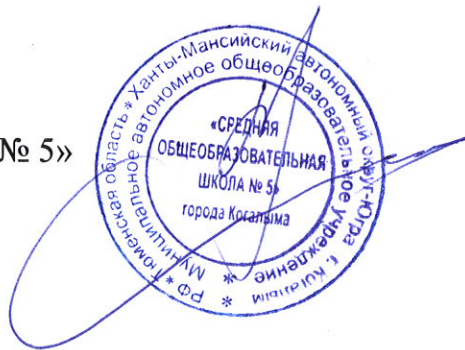 № 5»
РФ * Тюменская область * Ханты-Мансийский автономный округ-Югра г. Когалым
* Муниципальное автономное общеобразовательное учреждение *
«СРЕДНЯЯ
ОБЩЕОБРАЗОВАТЕЛЬНАЯ
ШКОЛА № 5»
города Когалыма